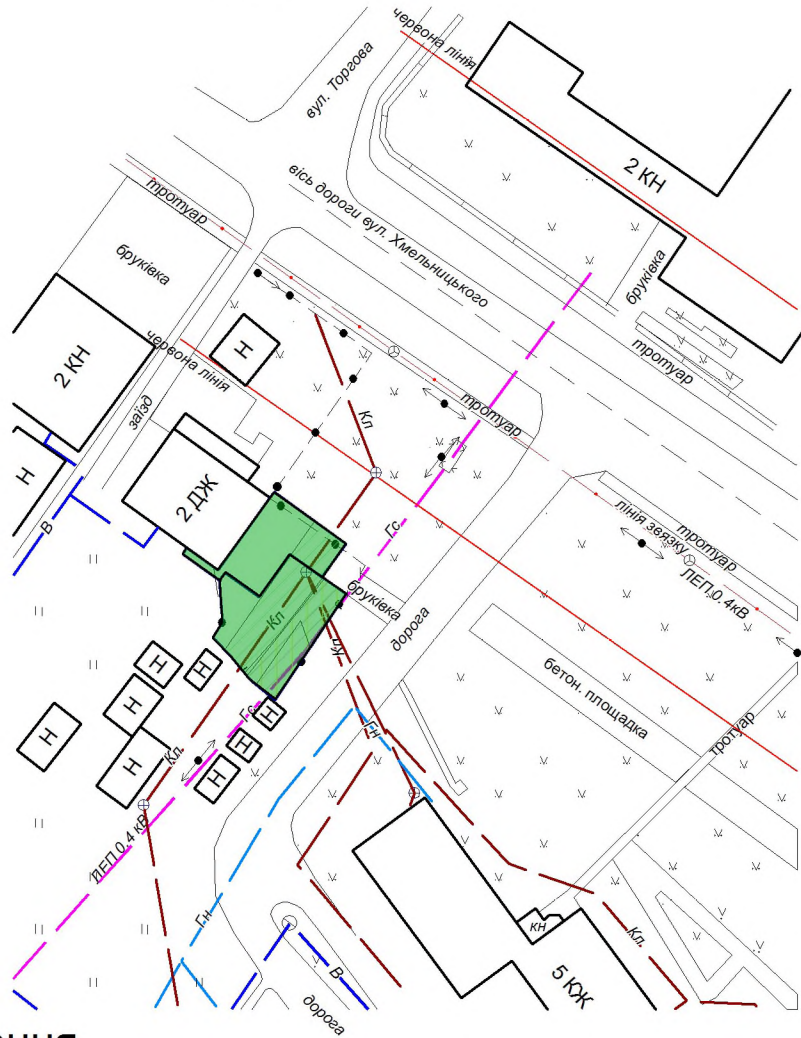 червона лінія
вул. Торгова
2 КН
тротуар
вісь дороги вул. Хмельницького
бруківка
бруківка
2 КН
Н
червона лінія
тротуар
заїзд
Кл
тротуар
Н
2 ДЖ
В
Гс.
лінія звязку
тротуар
ЛЕП 0.4кВ
бруківка
Кл
Кл
дорога
Н
Н
Н
бетон. площадка
Н
Гс.
Н
Гн
тротуар
Н
Н
Кл.
Н
ЛЕП 0.4 кВ
Гн
кн
Кл.
В
5 КЖ
дорога